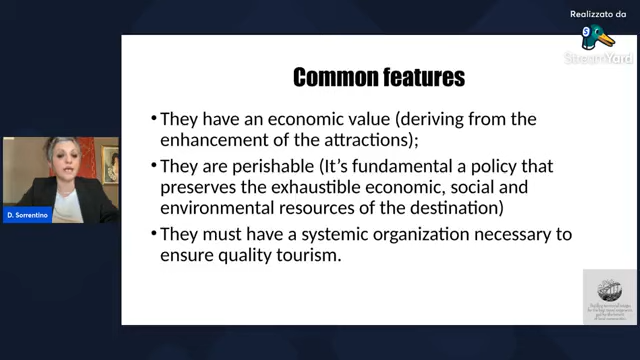 Realizzato da
StreamYard
Common features
• They have an economic value (deriving from the
enhancement of the attractions);
• They are perishable (It's fundamental a policy that
preserves the exhaustible economic, social and
environmental resources of the destination)
• They must have a systemic organization necessary to
ensure quality tourism.
D. Sorrentino